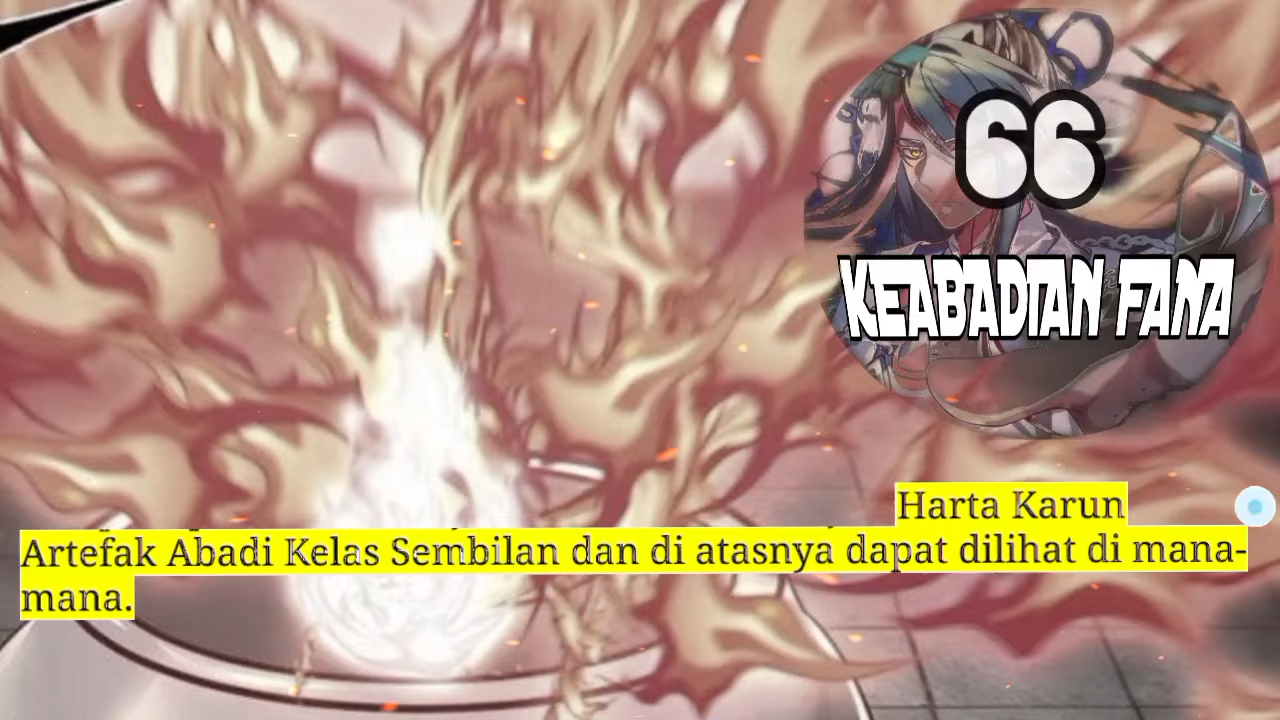 66
KEABADIAN FANA
Harta Karun
Artefak Abadi Kelas Sembilan dan di atasnya dapat dilihat di mana-
mana.